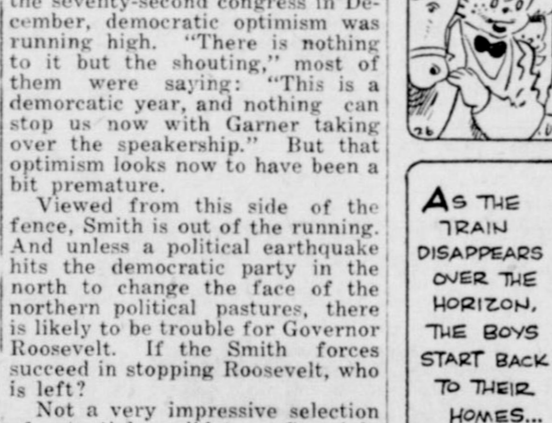 the seventy-second congress in De-
cember, democratic optimism was
running high. "There is nothing
to it but the shouting," most of
them were saying: "This is a
demorcatic year, and nothing can
stop us now with Garner taking
over the speakership." But that
optimism looks now to have been a
bit premature.
Viewed from this side of the
fence, Smith is out of the running.
And unless a political earthquake
hits the democratic party in the
north to change the face of the
northern political pastures, there
is likely to be trouble for Governor
Roosevelt. If the Smith forces
succeed in stopping Roosevelt, who
is left?
Not a very impressive selection
AS THE
TRAIN
DISAPPEARS
OVER THE
HORIZON,
THE BOYS
START BACK
TO THEIR
HOMES...